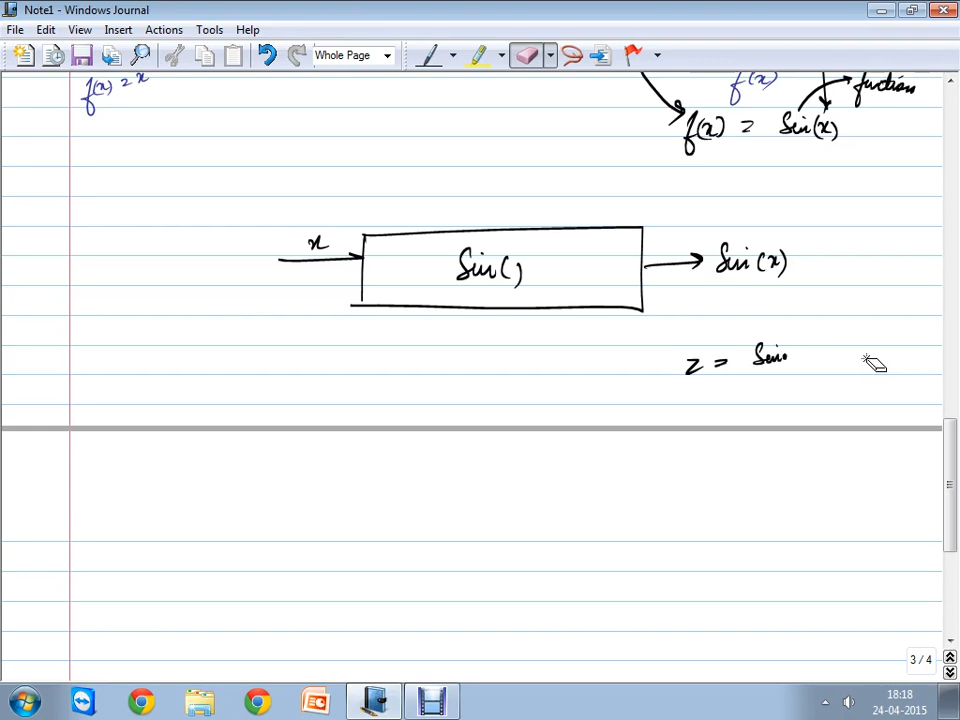 Note1 - Windows Journal
File Edit View Insert Actions Tools Help
Whole Page
f(x) = x
f(x)
function
f(x) = Sin(x)
x
Sin( )
Sin(x)
z = Sin
3 / 4
18:18
24-04-2015